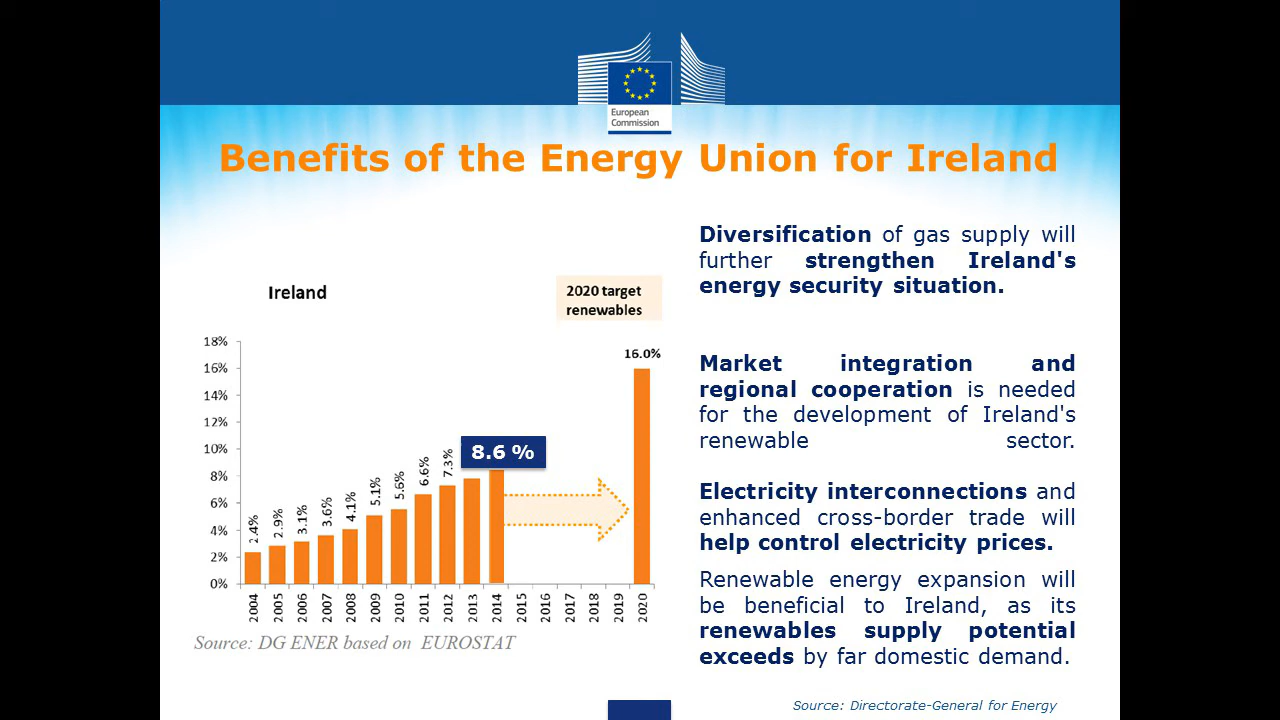 European
Commission
Benefits of the Energy Union for Ireland
Ireland
2020 target
renewables
18%
16%
14%
12%
10%
8%
6%
4%
2%
0%
2.4%
2.9%
3.1%
3.6%
4.1%
5.1%
5.6%
6.6%
7.3%
8.6 %
16.0%
2004
2005
2006
2007
2008
2009
2010
2011
2012
2013
2014
2015
2016
2017
2018
2019
2020
Source: DG ENER based on EUROSTAT
Diversification of gas supply will
further strengthen Ireland's
energy security situation.
Market integration and
regional cooperation is needed
for the development of Ireland's
renewable sector.
Electricity interconnections and
enhanced cross-border trade will
help control electricity prices.
Renewable energy expansion will
be beneficial to Ireland, as its
renewables supply potential
exceeds by far domestic demand.
Source: Directorate-General for Energy